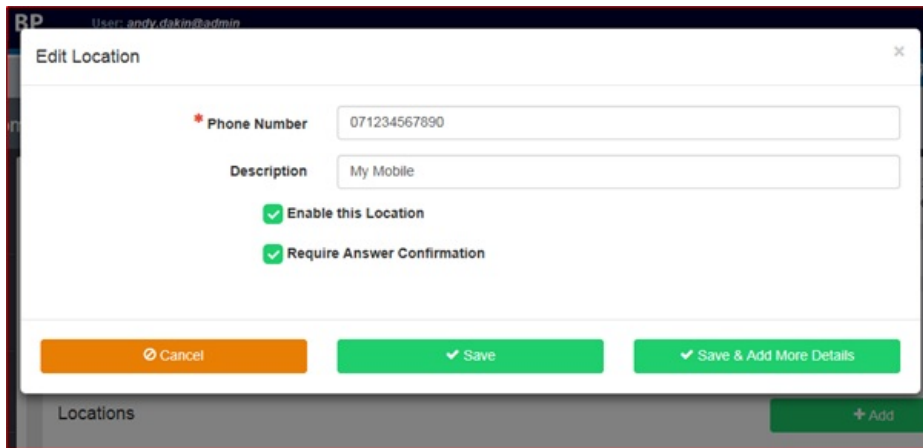 BP User: andy.dakin@admin
Edit Location ×
* Phone Number 071234567890
Description My Mobile
Enable this Location
Require Answer Confirmation
Cancel Save Save & Add More Details
Locations + Add